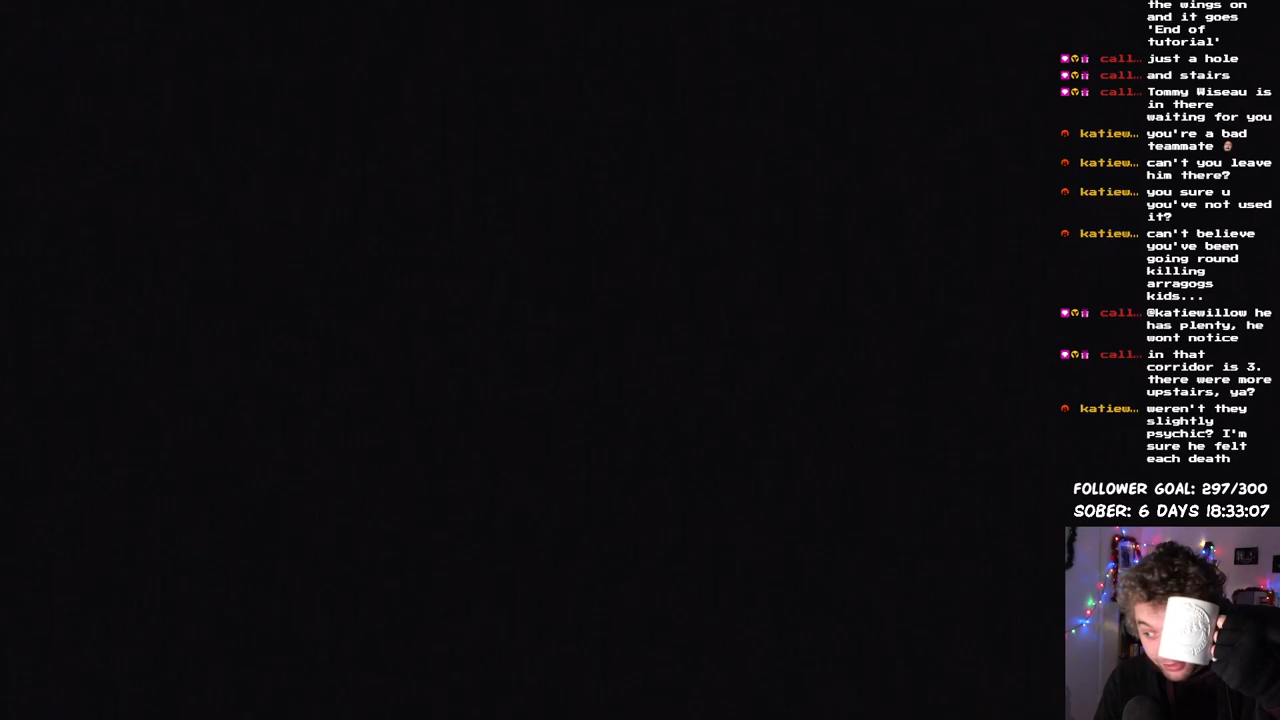 the wings on
and it goes
'End of
tutorial'
call… just a hole
call… and stairs
call… Tommy Wiseau is
in there
waiting for you
katiew… you're a bad
teammate
katiew… can't you leave
him there?
katiew… you sure u
you've not used
it?
katiew… can't believe
you've been
going round
killing
arragogs
kids...
call… @katiewillow he
has plenty, he
wont notice
call… in that
corridor is 3.
there were more
upstairs, ya?
katiew… weren't they
slightly
psychic? I'm
sure he felt
each death
FOLLOWER GOAL: 297/300
SOBER: 6 DAYS 18:33:07